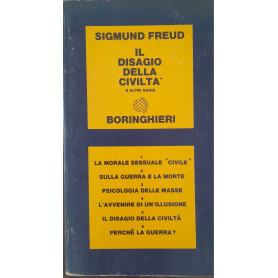 SIGMUND FREUD
IL
DISAGIO
DELLA
CIVILTA'
E ALTRI SAGGI
BORINGHIERI
1
LA MORALE SESSUALE "CIVILE"
2
SULLA GUERRA E LA MORTE
3
PSICOLOGIA DELLE MASSE
4
L'AVVENIRE DI UN'ILLUSIONE
5
IL DISAGIO DELLA CIVILTÀ
6
PERCHÉ LA GUERRA?